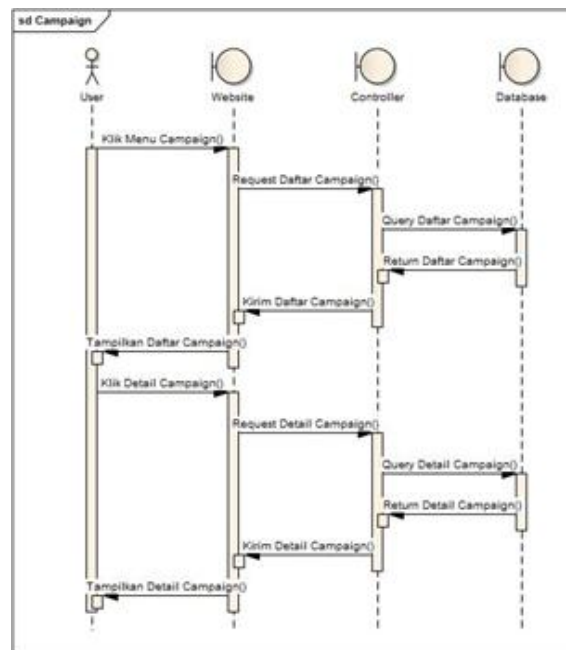 sd Campaign
User
Website
Controller
Database
Klik Menu Campaign()
Request Daftar Campaign()
Query Daftar Campaign()
Return Daftar Campaign()
Kirim Daftar Campaign()
Tampilkan Daftar Campaign()
Klik Detail Campaign()
Request Detail Campaign()
Query Detail Campaign()
Return Detail Campaign()
Kirim Detail Campaign()
Tampilkan Detail Campaign()